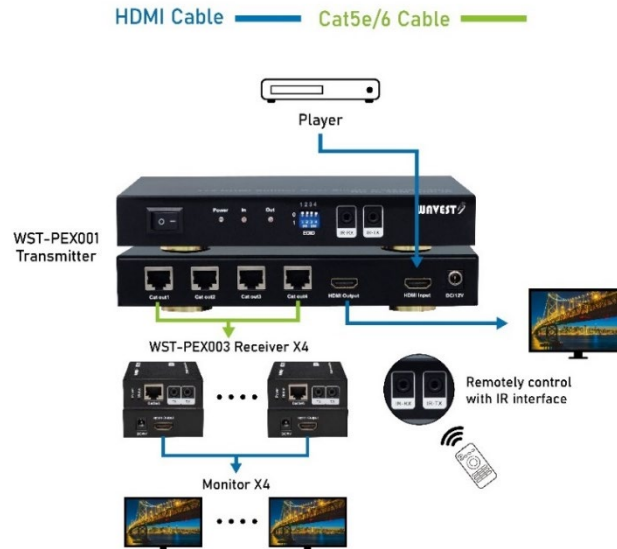 HDMI Cable Cat5e/6 Cable
Player
WST-PEX001
Transmitter
Power In Out
1 2 3 4
0
1
IR-RX IR-TX
WAVEST
Cat out1 Cat out2 Cat out3 Cat out4 HDMI Output HDMI Input DC/12V
WST-PEX003 Receiver X4
IR-RX IR-TX
Remotely control
with IR interface
Monitor X4